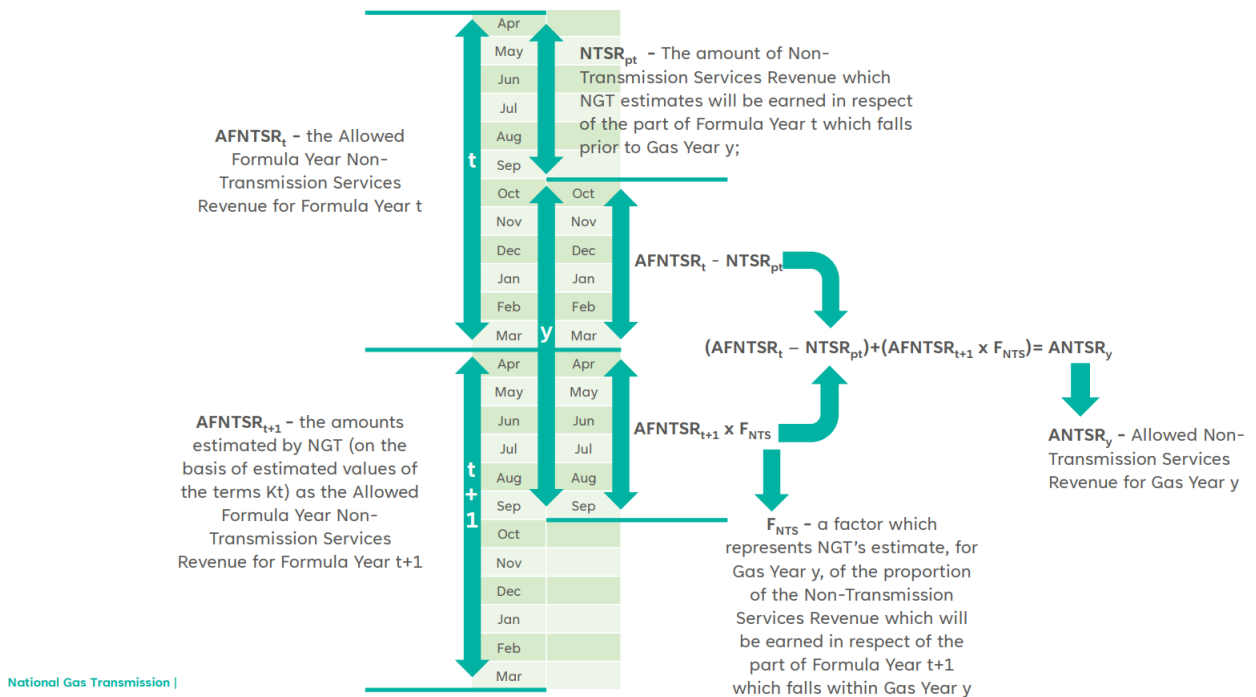 Apr
May
Jun
Jul
Aug
Sep
Oct
Nov
Dec
Jan
Feb
Mar
Apr
May
Jun
Jul
Aug
Sep
Oct
Nov
Dec
Jan
Feb
Mar
Oct
Nov
Dec
Jan
Feb
Mar
Apr
May
Jun
Jul
Aug
Sep
t
y
t
+
1
AFNTSRt - the Allowed
Formula Year Non-
Transmission Services
Revenue for Formula Year t
AFNTSRt+1 - the amounts
estimated by NGT (on the
basis of estimated values of
the terms Kt) as the Allowed
Formula Year Non-
Transmission Services
Revenue for Formula Year t+1
NTSRpt - The amount of Non-
Transmission Services Revenue which
NGT estimates will be earned in respect
of the part of Formula Year t which falls
prior to Gas Year y;
AFNTSRt - NTSRpt
(AFNTSRt – NTSRpt)+(AFNTSRt+1 x FNTS)= ANTSRy
AFNTSRt+1 x FNTS
ANTSRy - Allowed Non-
Transmission Services
Revenue for Gas Year y
FNTS - a factor which
represents NGT's estimate, for
Gas Year y, of the proportion
of the Non-Transmission
Services Revenue which will
be earned in respect of the
part of Formula Year t+1
which falls within Gas Year y
National Gas Transmission |